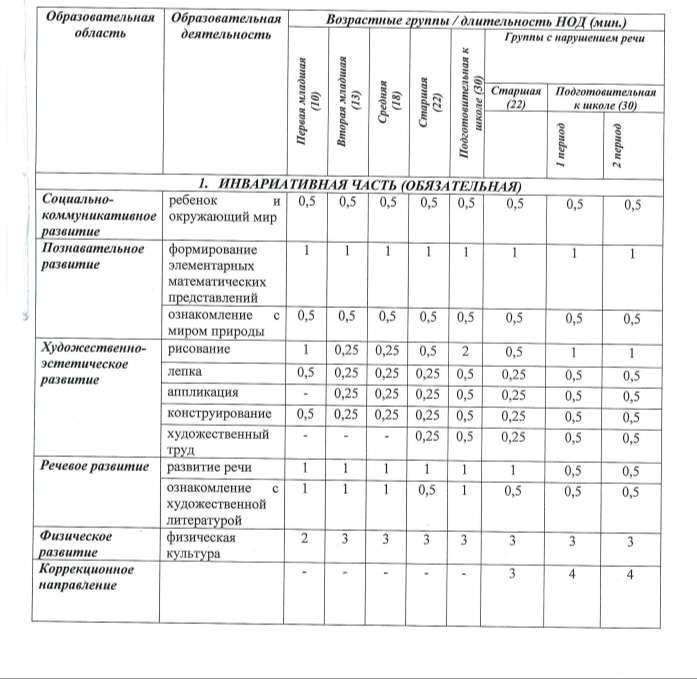 Образовательная область Образовательная деятельность Возрастные группы / длительность НОД (мин.)
Группы с нарушением речи
Первая младшая (10) Вторая младшая (13) Средняя (18) Старшая (22) Подготовительная к школе (30) Старшая (22) Подготовительная к школе (30)
1 период 2 период
1. ИНВАРИАТИВНАЯ ЧАСТЬ (ОБЯЗАТЕЛЬНАЯ)
Социально- ребенок и 0,5 0,5 0,5 0,5 0,5 0,5 0,5 0,5
коммуникативное окружающий мир
развитие
Познавательное формирование 1 1 1 1 1 1 1 1
развитие элементарных
математических
представлений
ознакомление с 0,5 0,5 0,5 0,5 0,5 0,5 0,5 0,5
миром природы
Художественно- рисование 1 0,25 0,25 0,5 2 0,5 1 1
эстетическое лепка 0,5 0,25 0,25 0,25 0,5 0,25 0,5 0,5
развитие
аппликация - 0,25 0,25 0,25 0,5 0,25 0,5 0,5
конструирование 0,5 0,25 0,25 0,25 0,5 0,25 0,5 0,5
художественный - - - 0,25 0,5 0,25 0,5 0,5
труд
Речевое развитие развитие речи 1 1 1 1 1 1 0,5 0,5
ознакомление с 1 1 1 0,5 1 0,5 0,5 0,5
художественной
литературой
Физическое физическая 2 3 3 3 3 3 3 3
развитие культура
Коррекционное - - - - - 3 4 4
направление